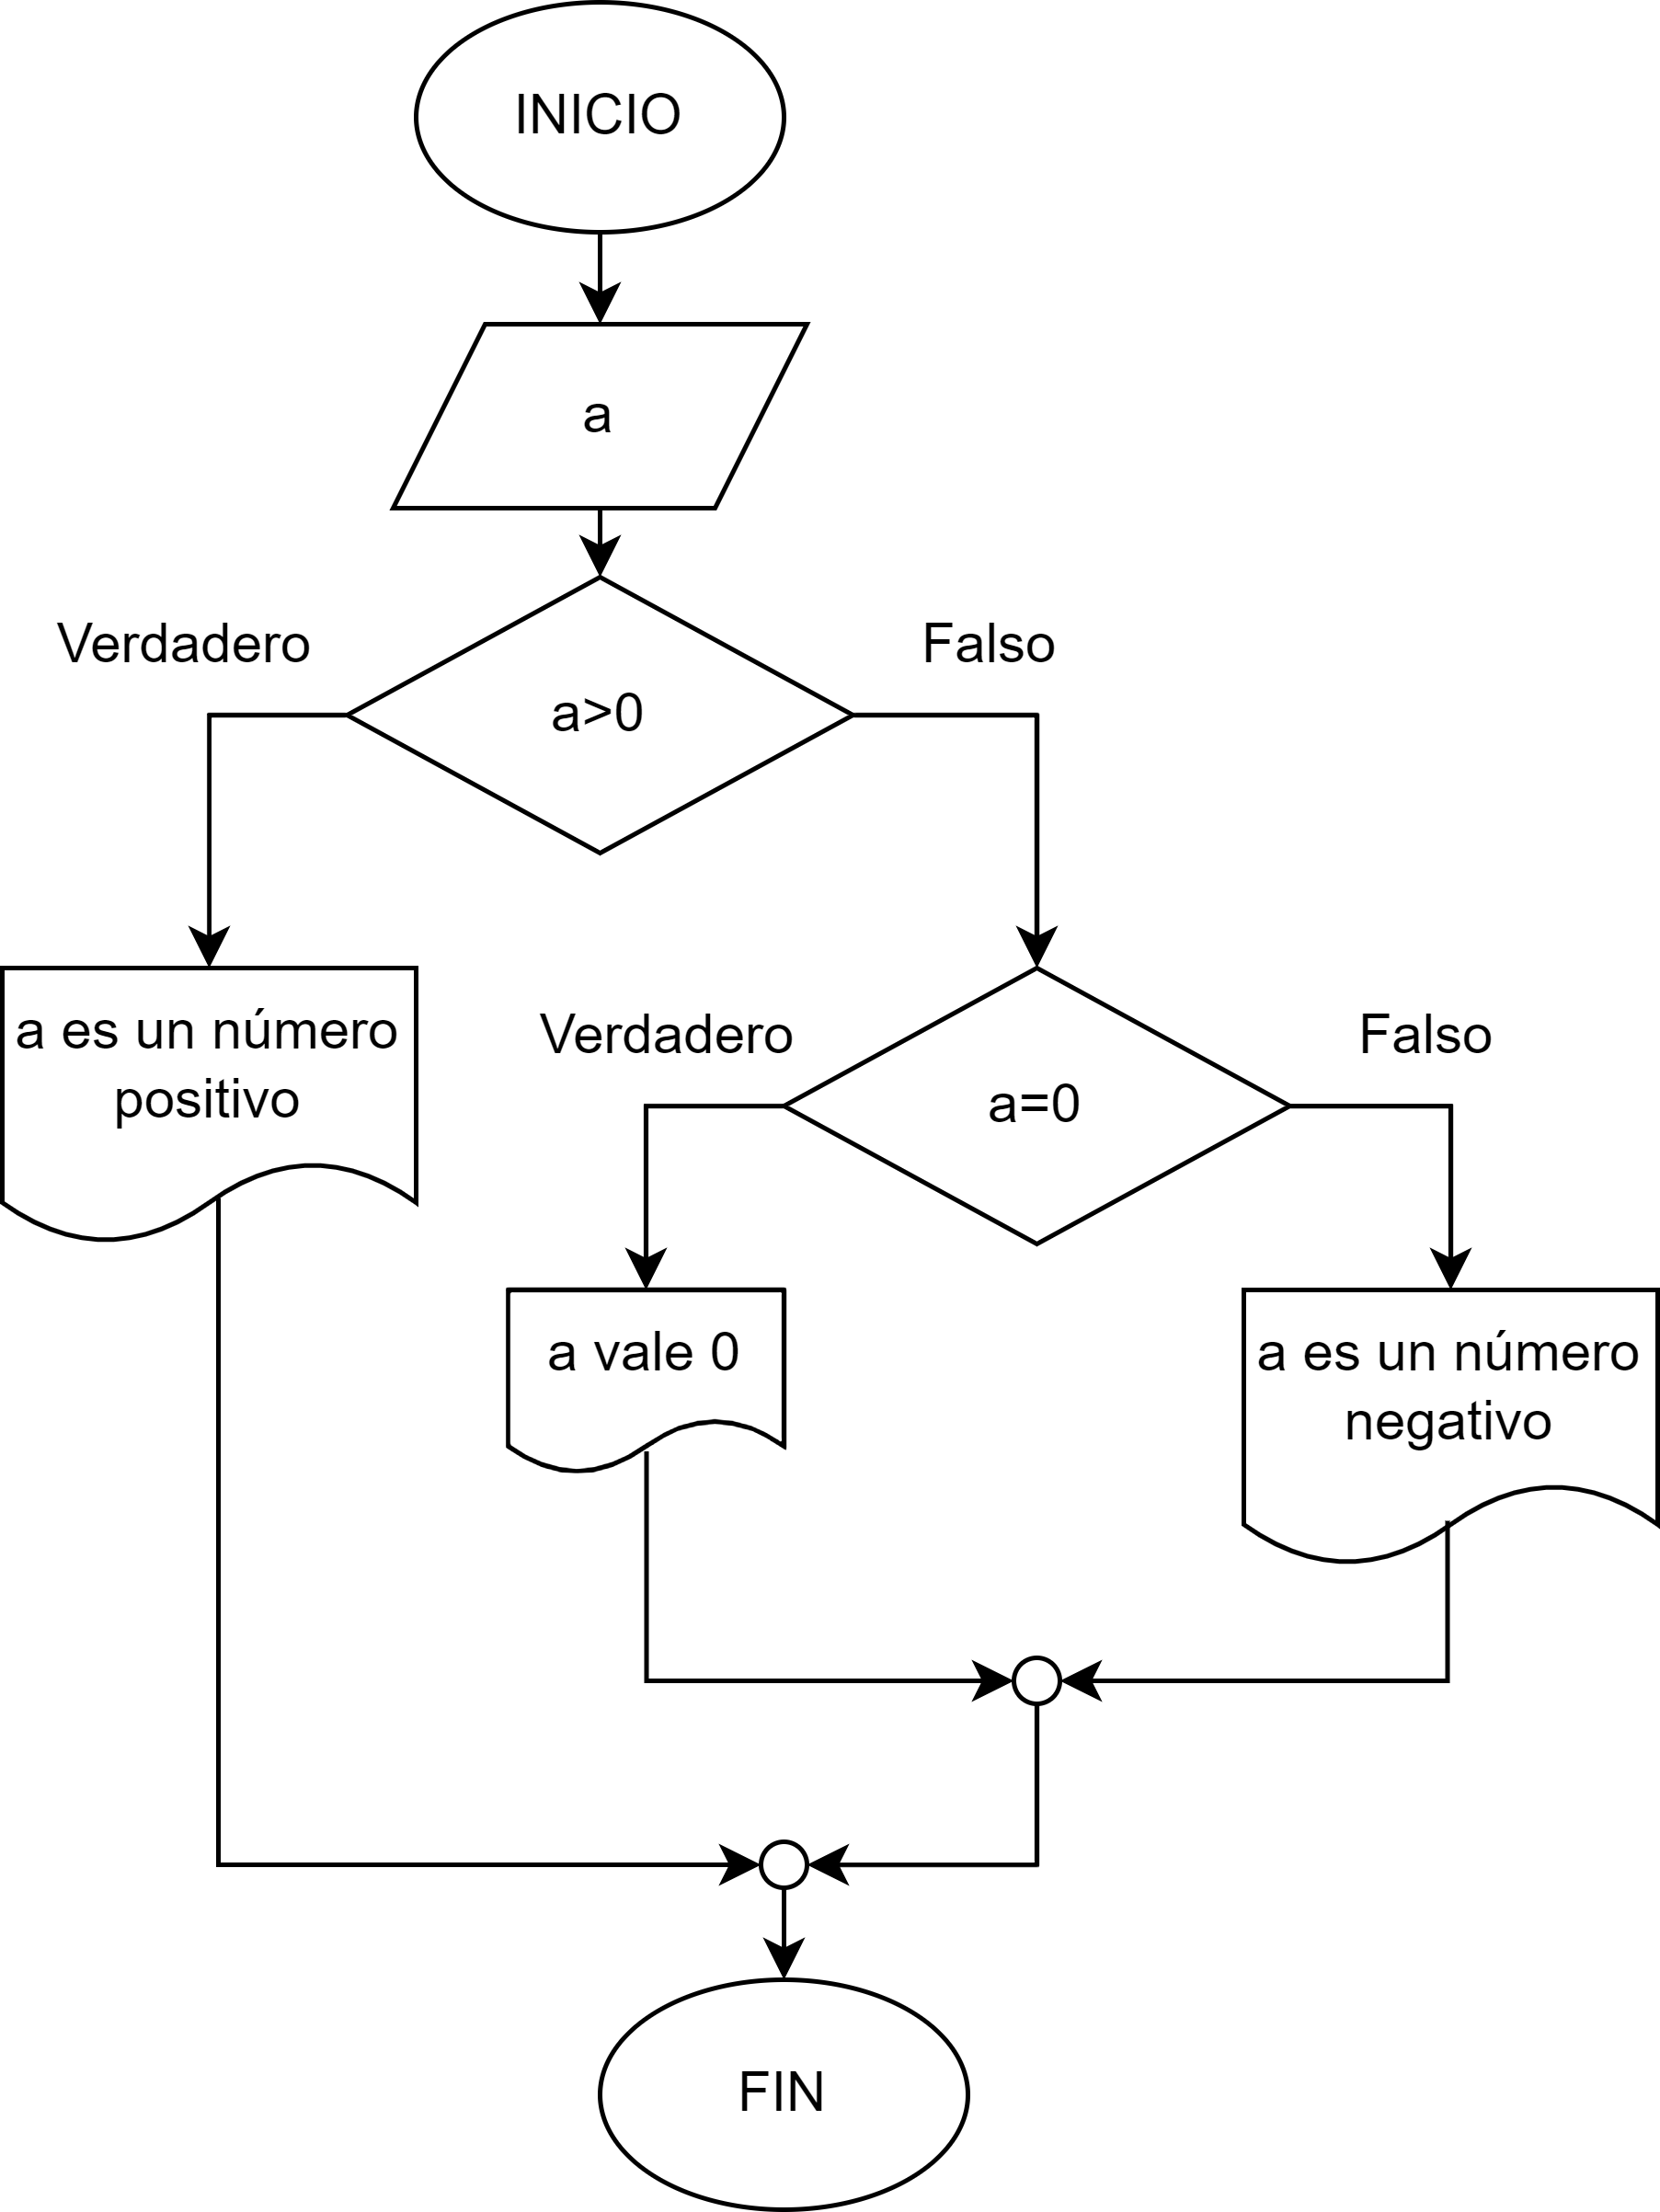 INICIO
a
Verdadero
Falso
a>0
a es un número
positivo
Verdadero
Falso
a=0
a vale 0
a es un número
negativo
FIN